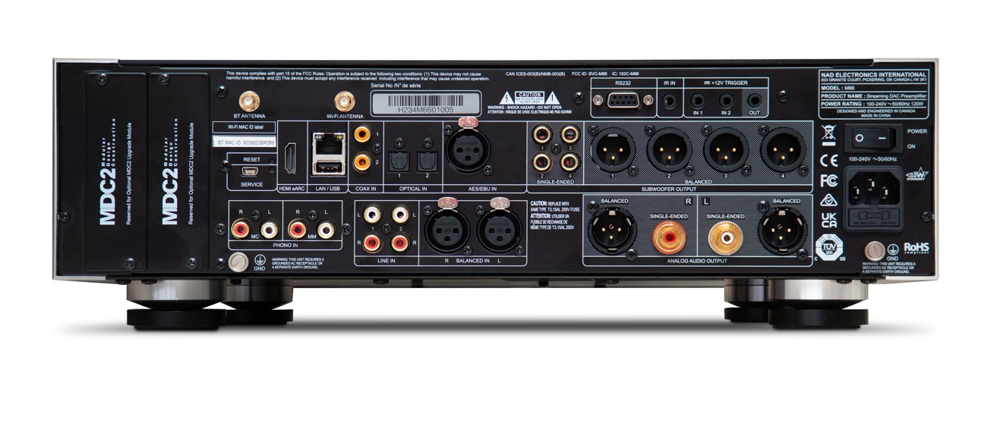 This device complies with part 15 of the FCC Rules. Operation is subject to the following two conditions: (1) This device may not cause
harmful interference and (2) This device must accept any interference received including interference that may cause undesired operation.
CAN ICES-003(B)/NMB-003(B) FCC ID: SVC-M66 IC: 152C-M66
Serial No /N° de série
H234M6601005
CAUTION
RISK OF ELECTRIC SHOCK
DO NOT OPEN
WARNING : SHOCK HAZARD - DO NOT OPEN
ATTENTION : RISQUE DE CHOC ÉLECTRIQUE-NE PAS OUVRIR
RS232
IR IN
+12V TRIGGER
IN 1 IN 2 OUT
NAD ELECTRONICS INTERNATIONAL
633 GRANITE COURT, PICKERING, ON CANADA L1W 3K1
MODEL : M66
PRODUCT NAME : Streaming DAC Preamplifier
POWER RATING : 100-240V ~50/60Hz 120W
DESIGNED AND ENGINEERED IN CANADA
MADE IN CHINA
MDC2 Modular
Design
Construction
Reserved for Optional MDC2 Upgrade Module
MDC2 Modular
Design
Construction
Reserved for Optional MDC2 Upgrade Module
BT ANTENNA
Wi-Fi ANTENNA
Wi-Fi MAC ID label
BT MAC ID: 9056823B45B9
RESET
SERVICE
HDMI eARC
LAN / USB
1
2
COAX IN
1 2
OPTICAL IN
AES/EBU IN
1 3
2 4
SINGLE-ENDED
1 2 3 4
BALANCED
SUBWOOFER OUTPUT
POWER
ON
100-240V ~50/60Hz
<0.5W
STANDBY
CE
FC
UK
CA
TÜV
SÜD
C US
R L R L
MC MM
PHONO IN
GND
WARNING: THIS UNIT REQUIRES A
GROUNDED AC RECEPTACLE OR
A SEPARATE EARTH GROUND.
L L
1 2
R R
LINE IN
R BALANCED IN L
CAUTION: REPLACE WITH
SAME TYPE T3.15AL 250V FUSE
ATTENTION: UTILISER UN
FUSIBLE DE RECHANGE DE
MÊME TYPE DE T3.15AL 250V
BALANCED R L BALANCED
SINGLE-ENDED SINGLE-ENDED
ANALOG AUDIO OUTPUT
GND
RoHS
compliant
WARNING: THIS UNIT REQUIRES A
GROUNDED AC RECEPTACLE OR
A SEPARATE EARTH GROUND.